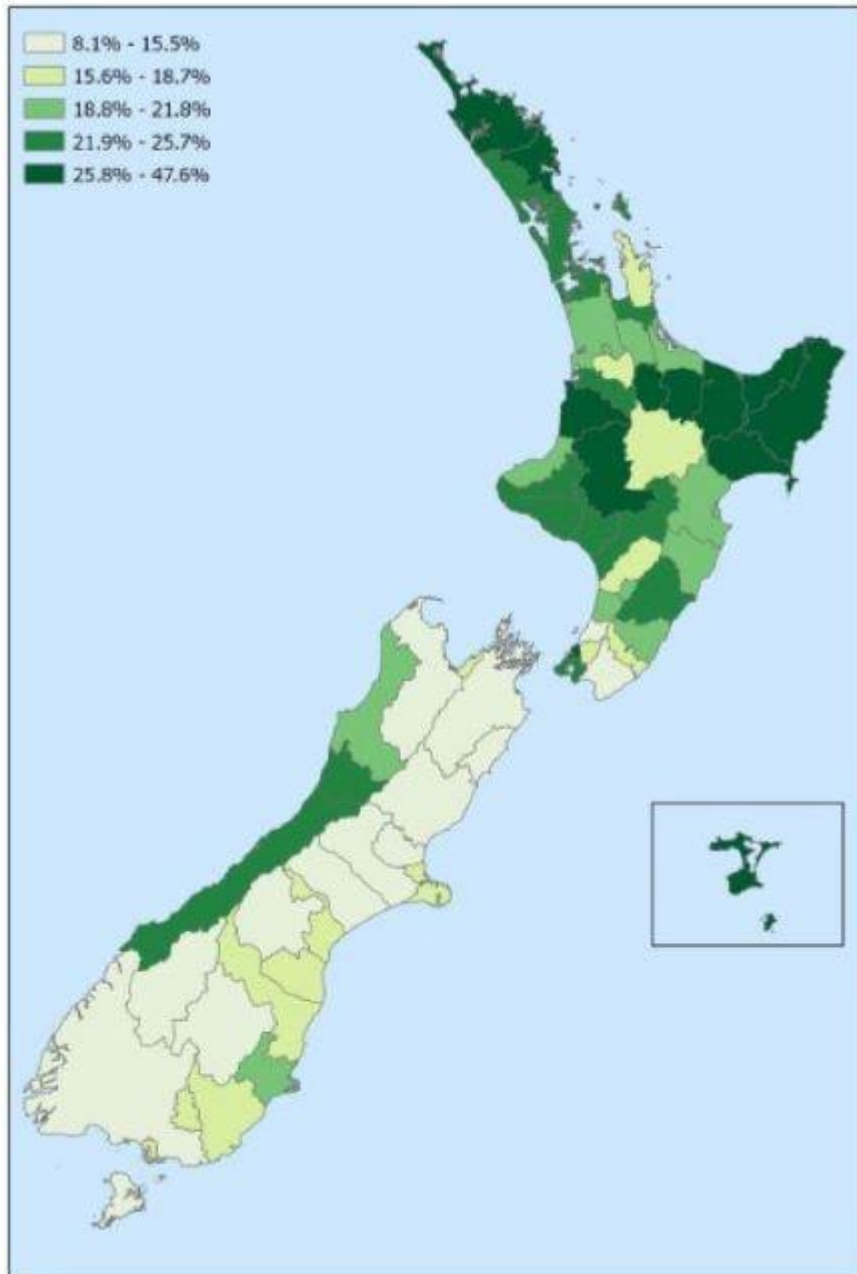 8.1% - 15.5%
15.6% - 18.7%
18.8% - 21.8%
21.9% - 25.7%
25.8% - 47.6%